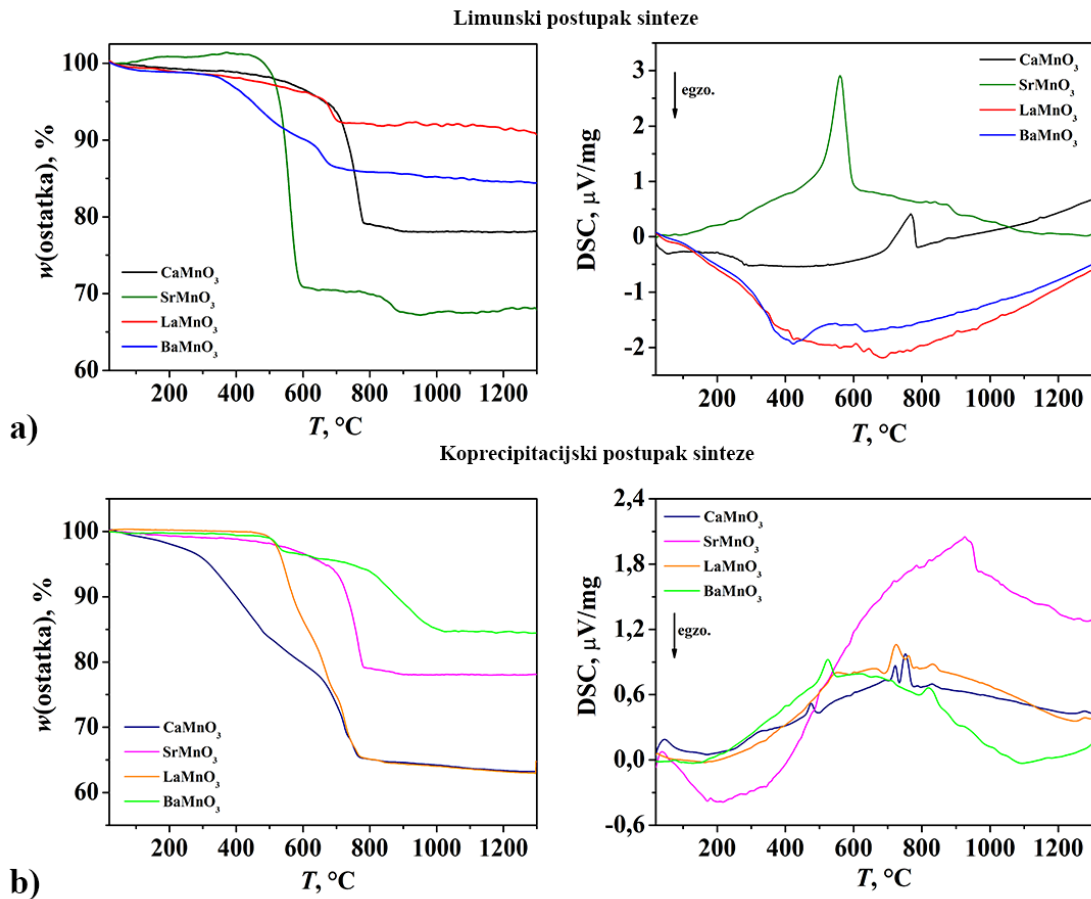 Limunski postupak sinteze
w(ostatka), %
100
90
80
70
60
CaMnO₃
SrMnO₃
LaMnO₃
BaMnO₃
200 400 600 800 1000 1200
T, °C
DSC, µV/mg
3
2
1
0
-1
-2
egzo.
CaMnO₃
SrMnO₃
LaMnO₃
BaMnO₃
200 400 600 800 1000 1200
T, °C
a)
Koprecipitacijski postupak sinteze
w(ostatka), %
100
90
80
70
60
CaMnO₃
SrMnO₃
LaMnO₃
BaMnO₃
200 400 600 800 1000 1200
T, °C
DSC, µV/mg
2,4
1,8
1,2
0,6
0,0
-0,6
CaMnO₃
SrMnO₃
LaMnO₃
BaMnO₃
egzo.
200 400 600 800 1000 1200
T, °C
b)